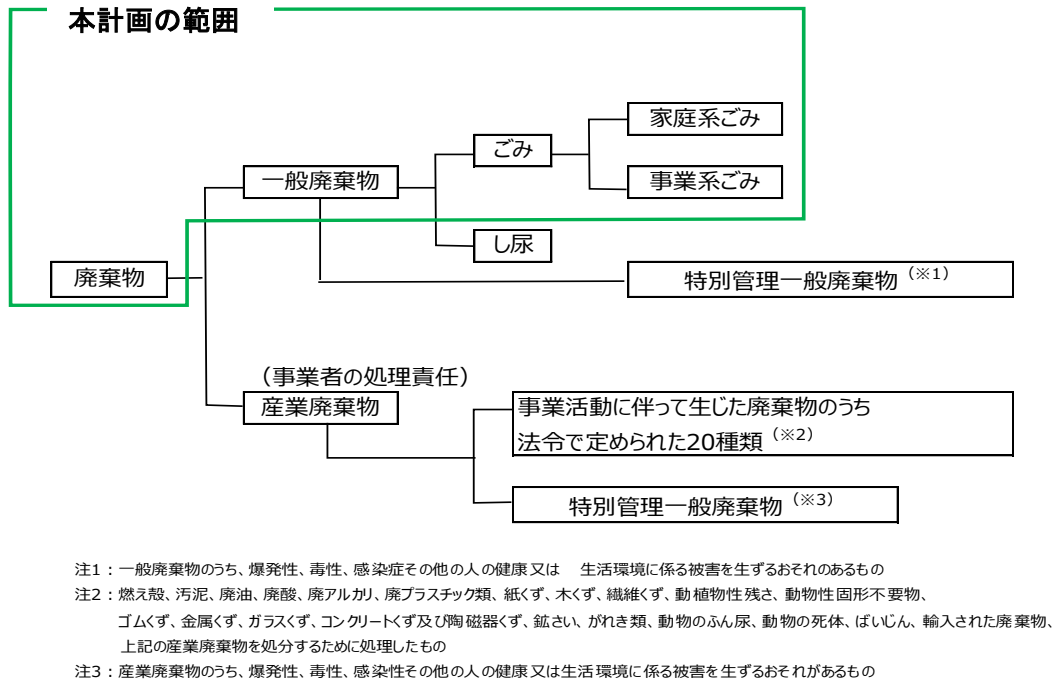 本計画の範囲
家庭系ごみ
ごみ
一般廃棄物
事業系ごみ
し尿
廃棄物
特別管理一般廃棄物（※1）
（事業者の処理責任）
産業廃棄物
事業活動に伴って生じた廃棄物のうち
法令で定められた20種類（※2）
特別管理一般廃棄物（※3）
注1：一般廃棄物のうち、爆発性、毒性、感染症その他の人の健康又は　生活環境に係る被害を生ずるおそれのあるもの
注2：燃え殻、汚泥、廃油、廃酸、廃アルカリ、廃プラスチック類、紙くず、木くず、繊維くず、動植物性残さ、動物性固形不要物、
ゴムくず、金属くず、ガラスくず、コンクリートくず及び陶磁器くず、鉱さい、がれき類、動物のふん尿、動物の死体、ばいじん、輸入された廃棄物、
上記の産業廃棄物を処分するために処理したもの
注3：産業廃棄物のうち、爆発性、毒性、感染性その他の人の健康又は生活環境に係る被害を生ずるおそれがあるもの